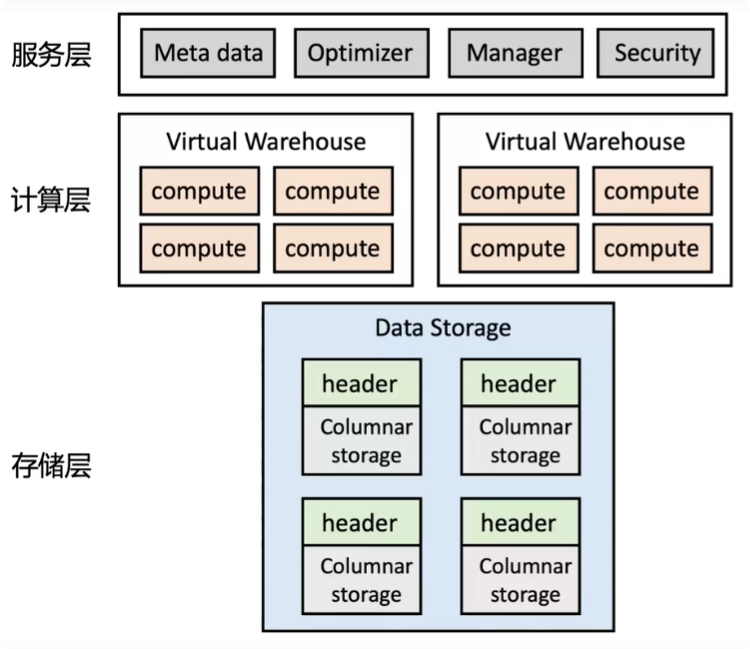 服务层
Meta data
Optimizer
Manager
Security
计算层
Virtual Warehouse
compute
compute
compute
compute
Virtual Warehouse
compute
compute
compute
compute
存储层
Data Storage
header
Columnar
storage
header
Columnar
storage
header
Columnar
storage
header
Columnar
storage